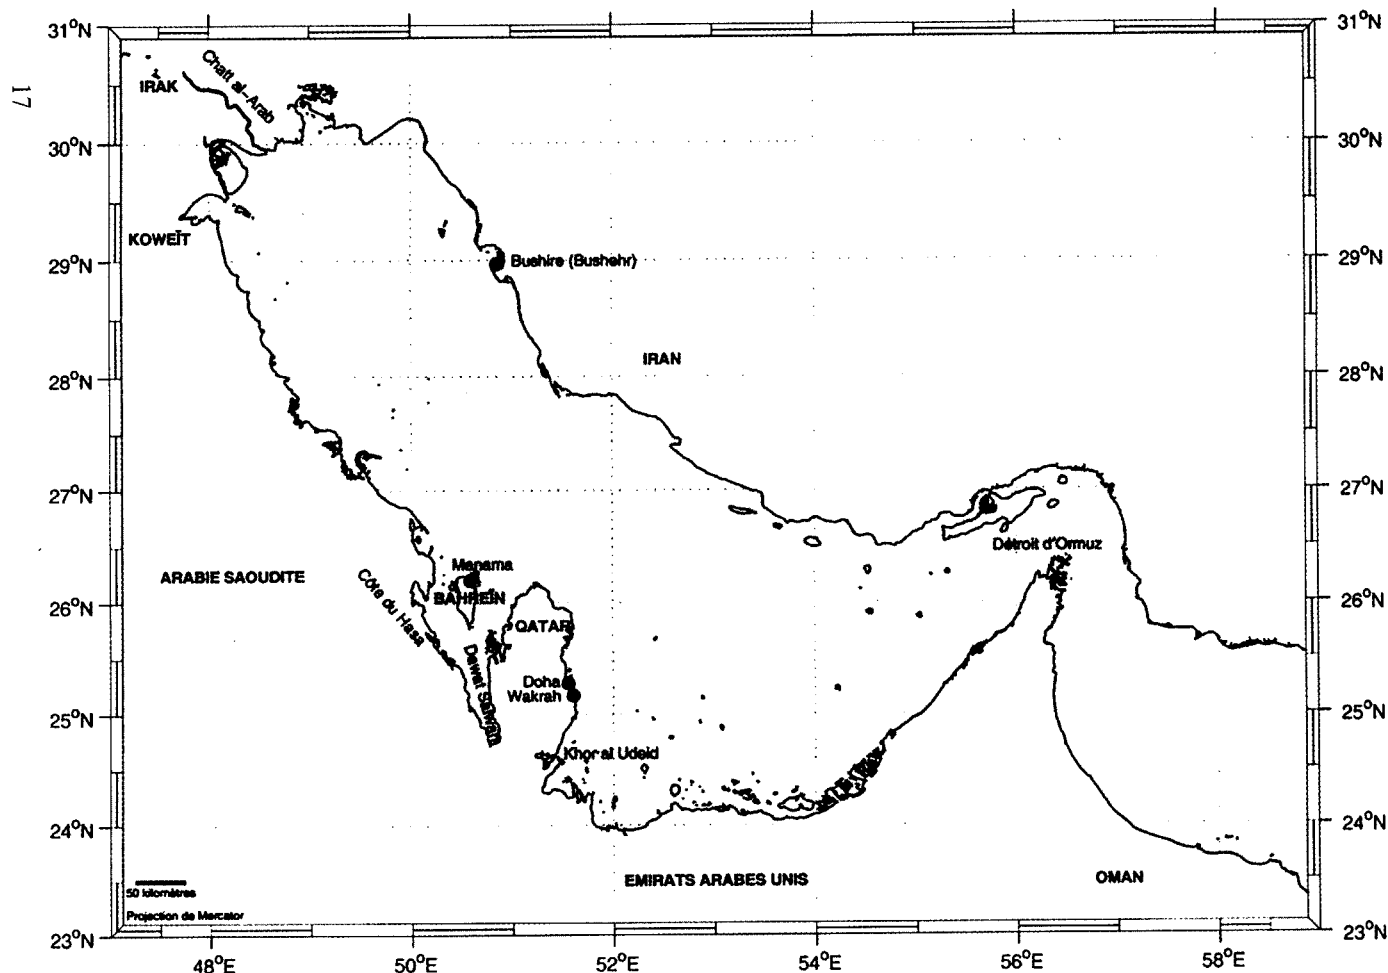 17
31°N
30°N
29°N
28°N
27°N
26°N
25°N
24°N
23°N
31°N
30°N
29°N
28°N
27°N
26°N
25°N
24°N
23°N
IRAK
Chatt al-Arab
KOWEÏT
Bushire (Bushehr)
IRAN
Détroit d'Ormuz
ARABIE SAOUDITE
Côte du Hasa
Manama
BAHREÏN
QATAR
Dawat Salwah
Doha
Wakrah
Khor al Udeid
EMIRATS ARABES UNIS
OMAN
50 kilomètres
Projection de Mercator
48°E
50°E
52°E
54°E
56°E
58°E